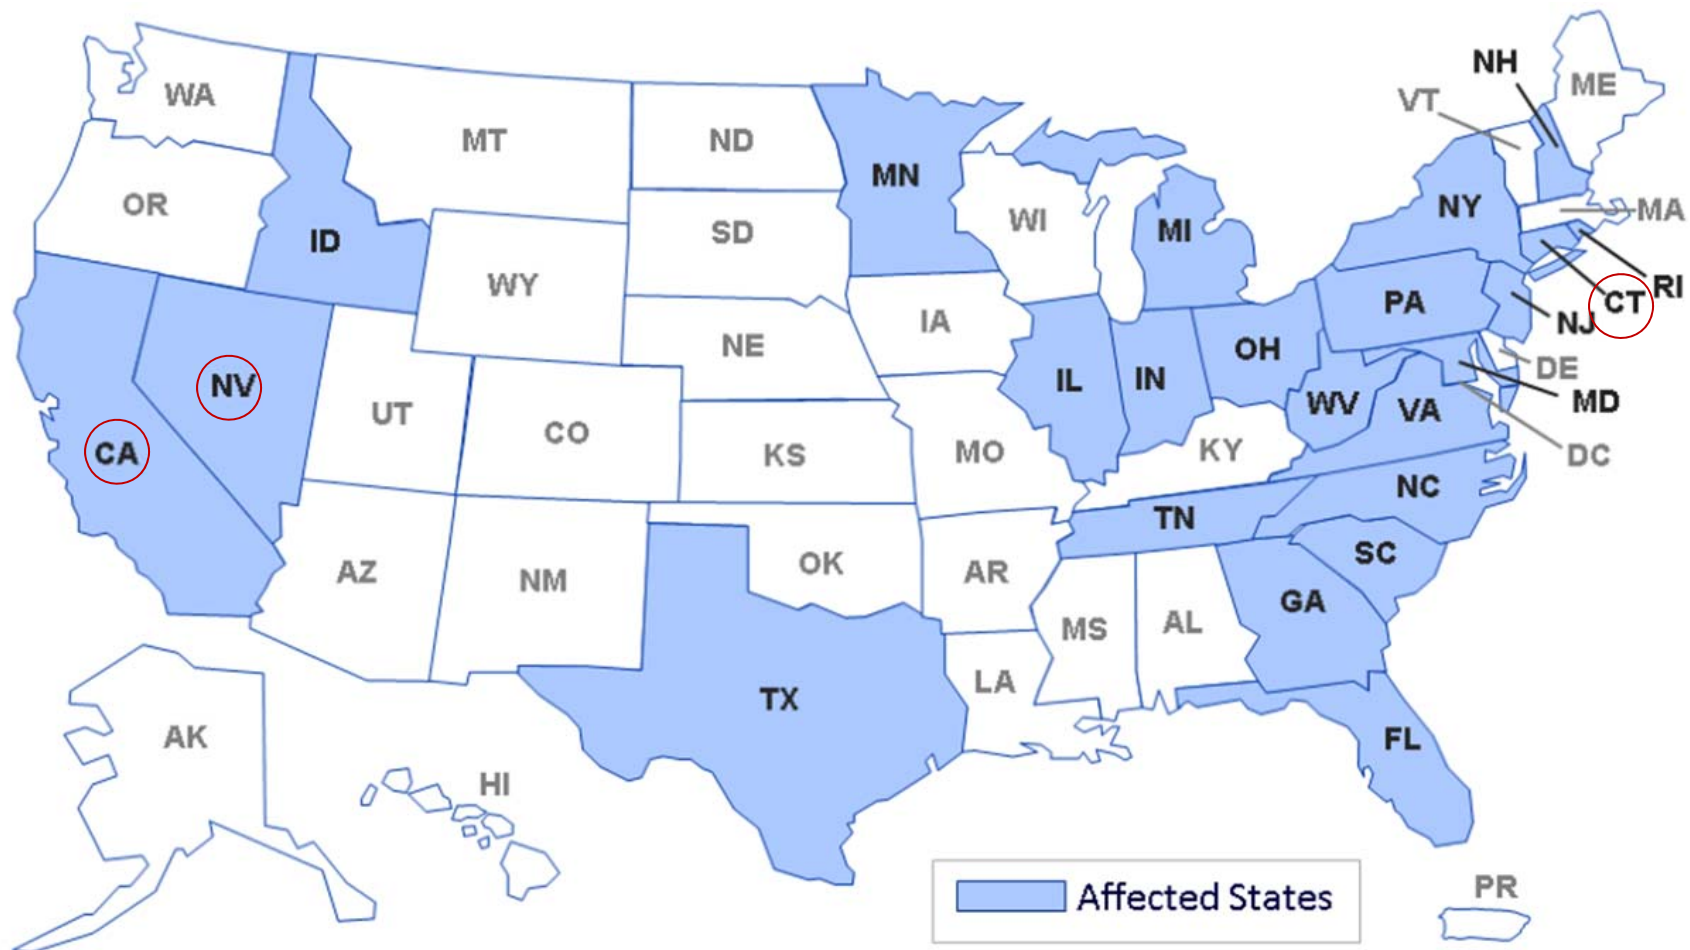 WA
MT
ND
MN
OR
ID
SD
WI
MI
WY
NE
IA
NV
UT
CO
KS
MO
IL
IN
OH
KY
WV
VA
PA
NY
VT
NH
ME
MA
RI
CT
NJ
DE
MD
DC
CA
AZ
NM
OK
AR
TN
NC
SC
GA
MS
AL
LA
TX
FL
AK
HI
PR
Affected States